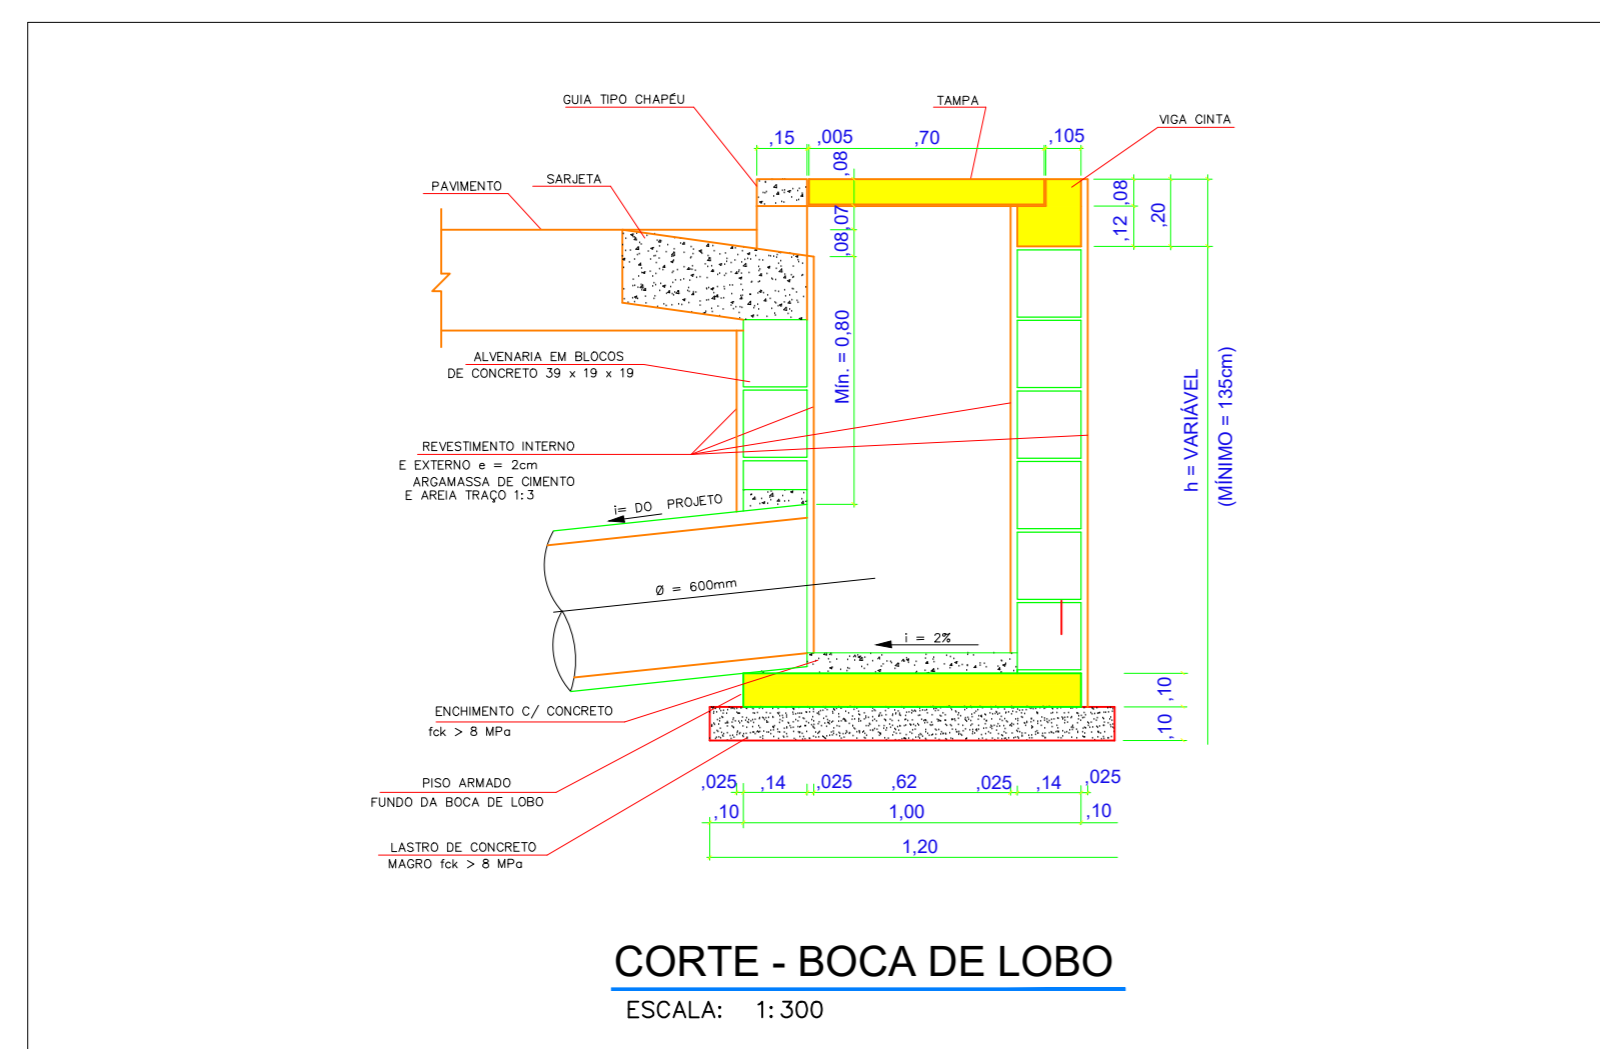 GUIA TIPO CHAPÉU
TAMPA
VIGA CINTA
,15
,005
,70
,105
,08
PAVIMENTO
SARJETA
,08
,12
,20
,07
,08
Mín. = 0,80
ALVENARIA EM BLOCOS
DE CONCRETO 39 x 19 x 19
h = VARIÁVEL
(MÍNIMO = 135cm)
REVESTIMENTO INTERNO
E EXTERNO e = 2cm
ARGAMASSA DE CIMENTO
E AREIA TRAÇO 1:3
i= DO PROJETO
Ø = 600mm
i = 2%
ENCHIMENTO C/ CONCRETO
fck > 8 MPa
,10
,10
PISO ARMADO
FUNDO DA BOCA DE LOBO
,025
,14
,025
,62
,025
,14
,025
,10
1,00
,10
1,20
LASTRO DE CONCRETO
MAGRO fck > 8 MPa
CORTE - BOCA DE LOBO
ESCALA: 1:300